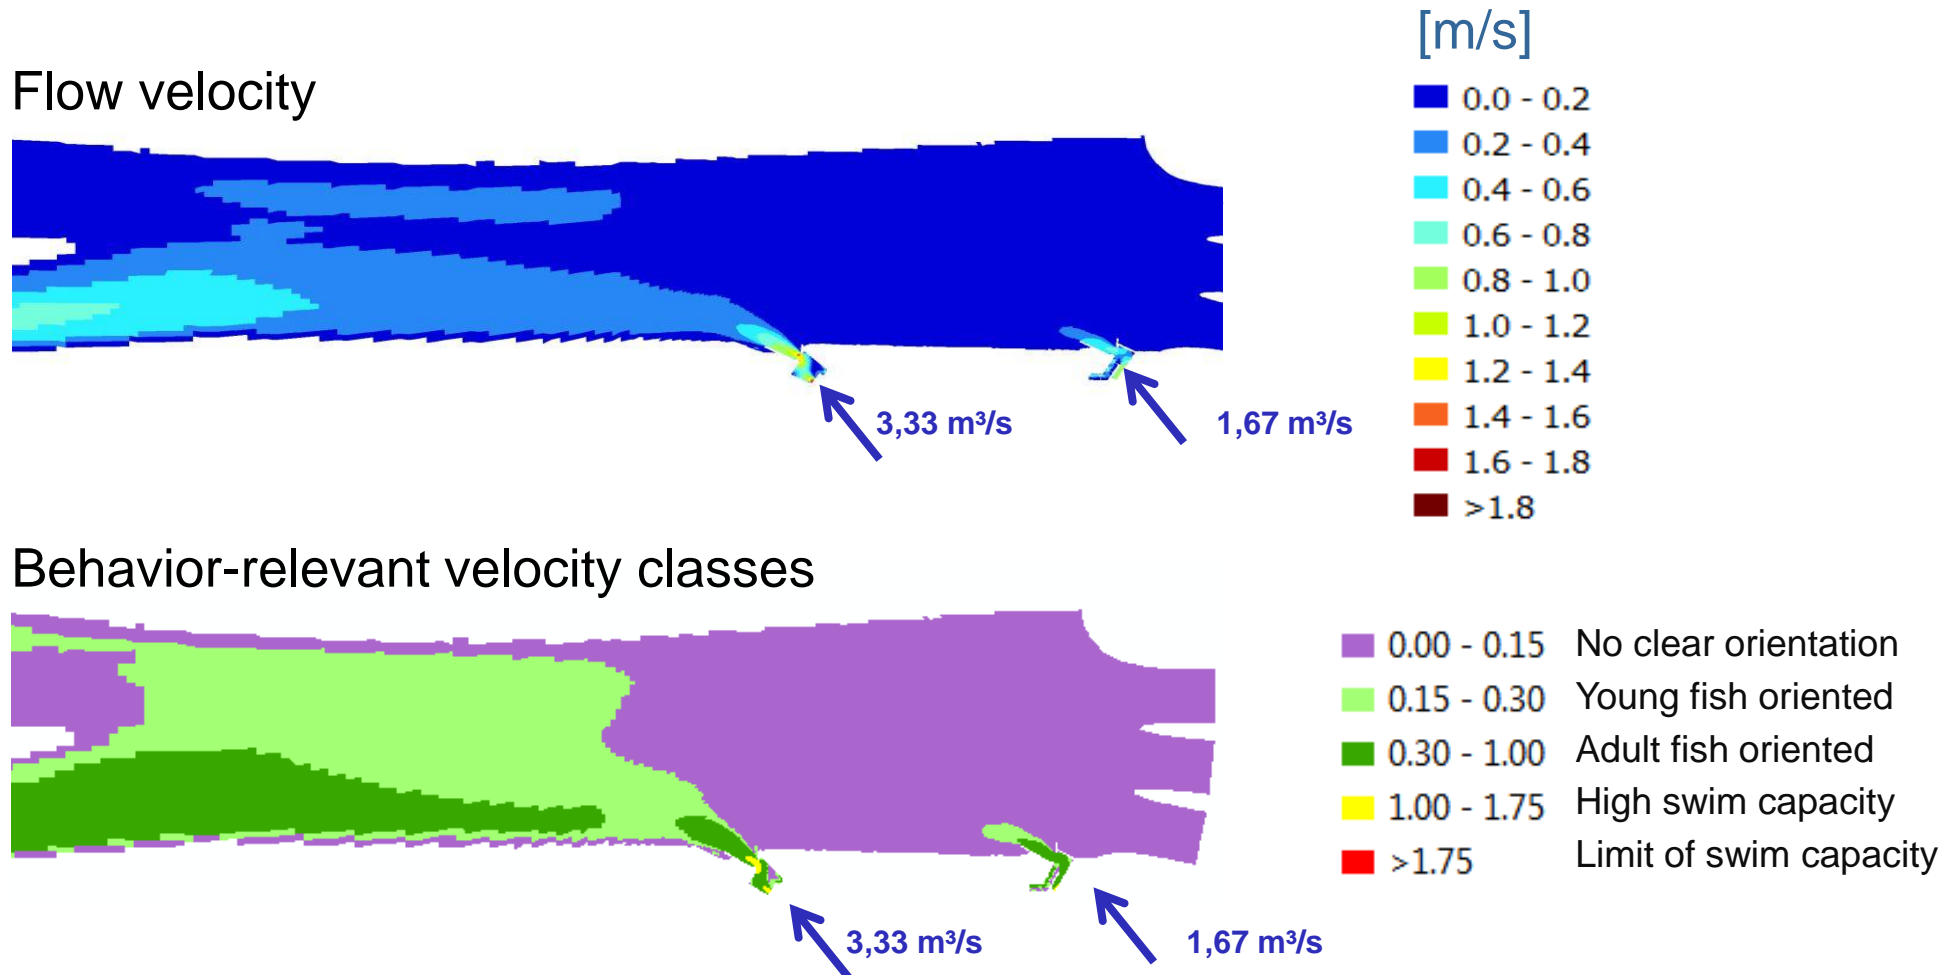 [m/s]
Flow velocity
0.0 - 0.2
0.2 - 0.4
0.4 - 0.6
0.6 - 0.8
0.8 - 1.0
1.0 - 1.2
1.2 - 1.4
1.4 - 1.6
1.6 - 1.8
>1.8
3,33 m³/s
1,67 m³/s
Behavior-relevant velocity classes
0.00 - 0.15 No clear orientation
0.15 - 0.30 Young fish oriented
0.30 - 1.00 Adult fish oriented
1.00 - 1.75 High swim capacity
>1.75 Limit of swim capacity
3,33 m³/s
1,67 m³/s